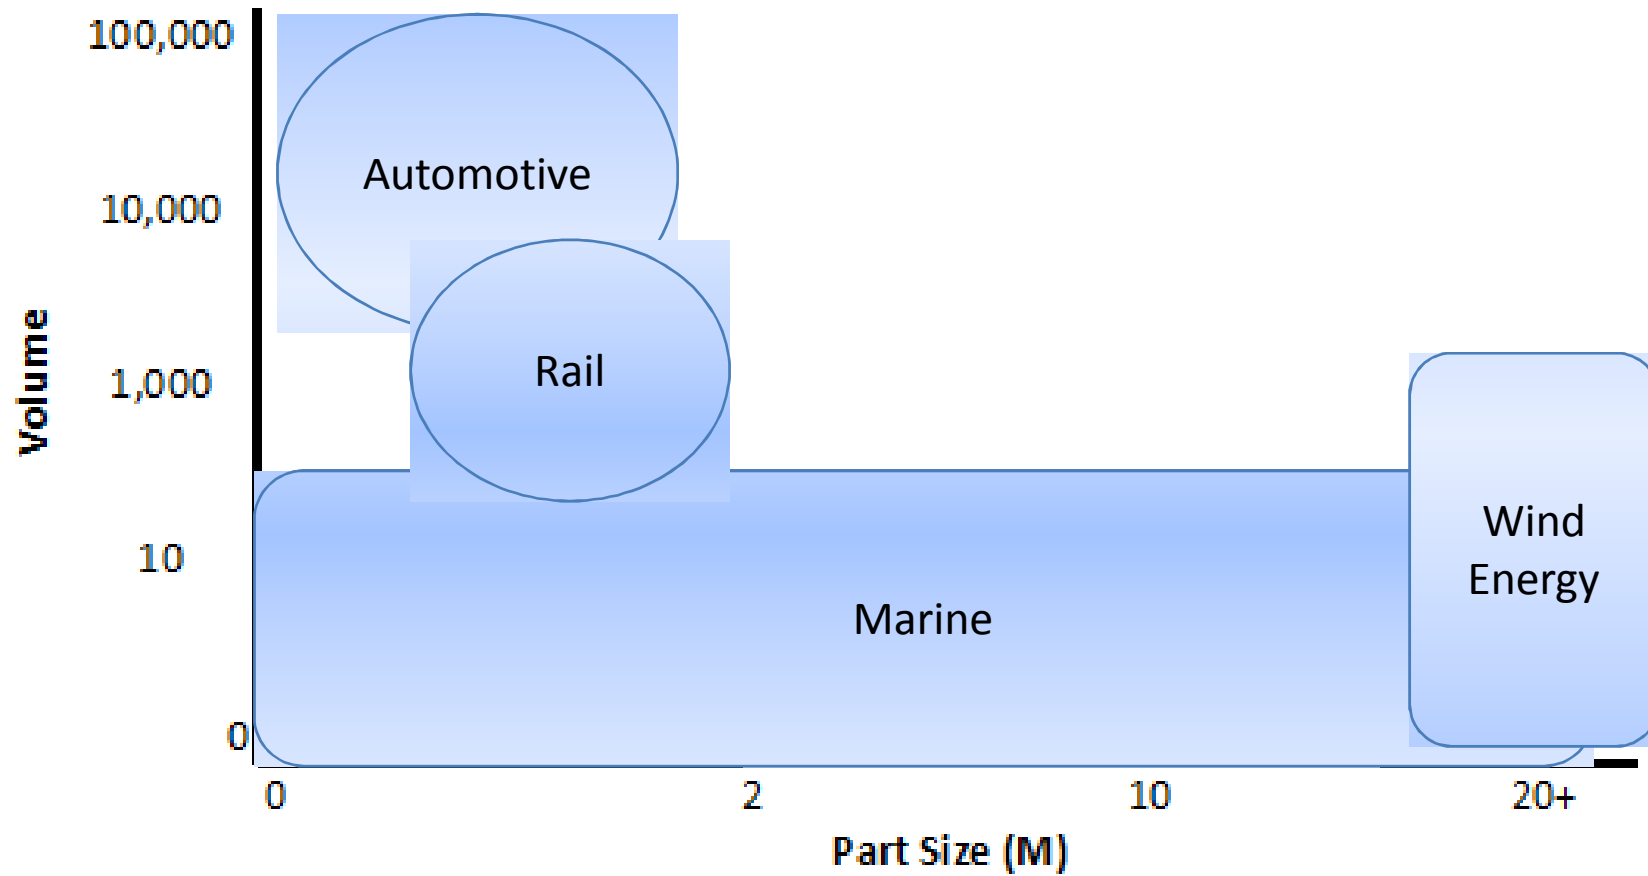 100,000
10,000
1,000
10
0
Volume
Automotive
Rail
Marine
Wind
Energy
0
2
10
20+
Part Size (M)